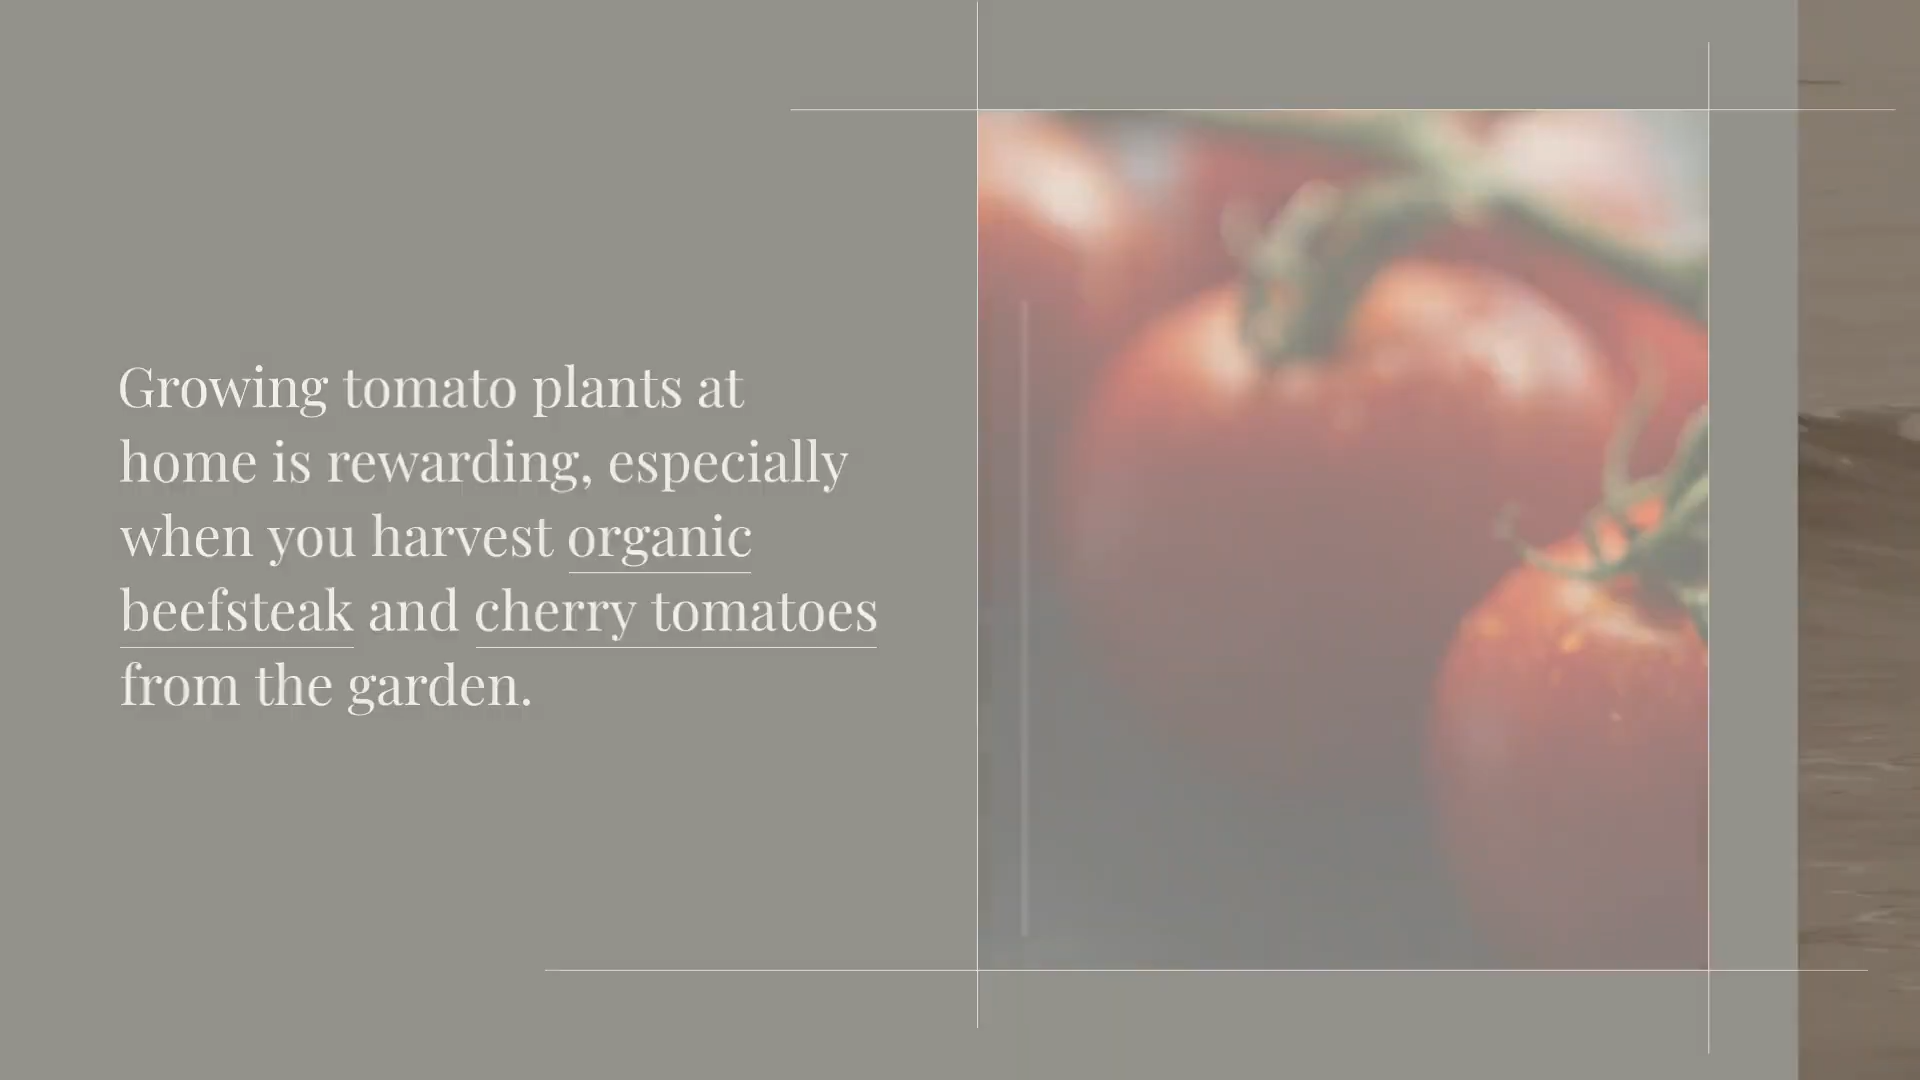 Growing tomato plants at
home is rewarding, especially
when you harvest organic
beefsteak and cherry tomatoes
from the garden.